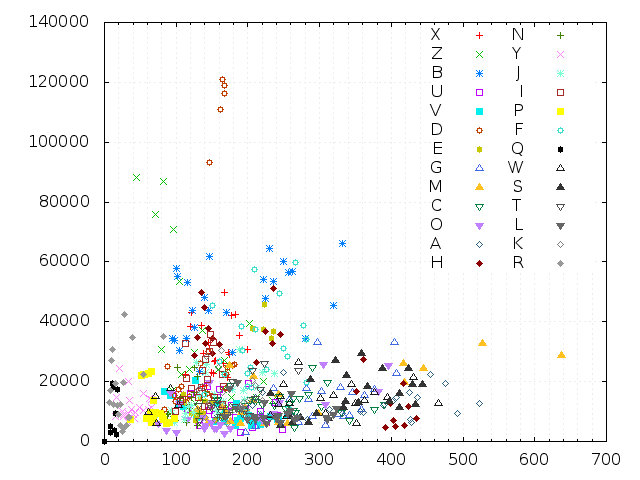 140000
120000
100000
80000
60000
40000
20000
0
0 100 200 300 400 500 600 700
X N
Z Y
B J
U I
V P
D F
E Q
G W
M S
C T
O L
A K
H R